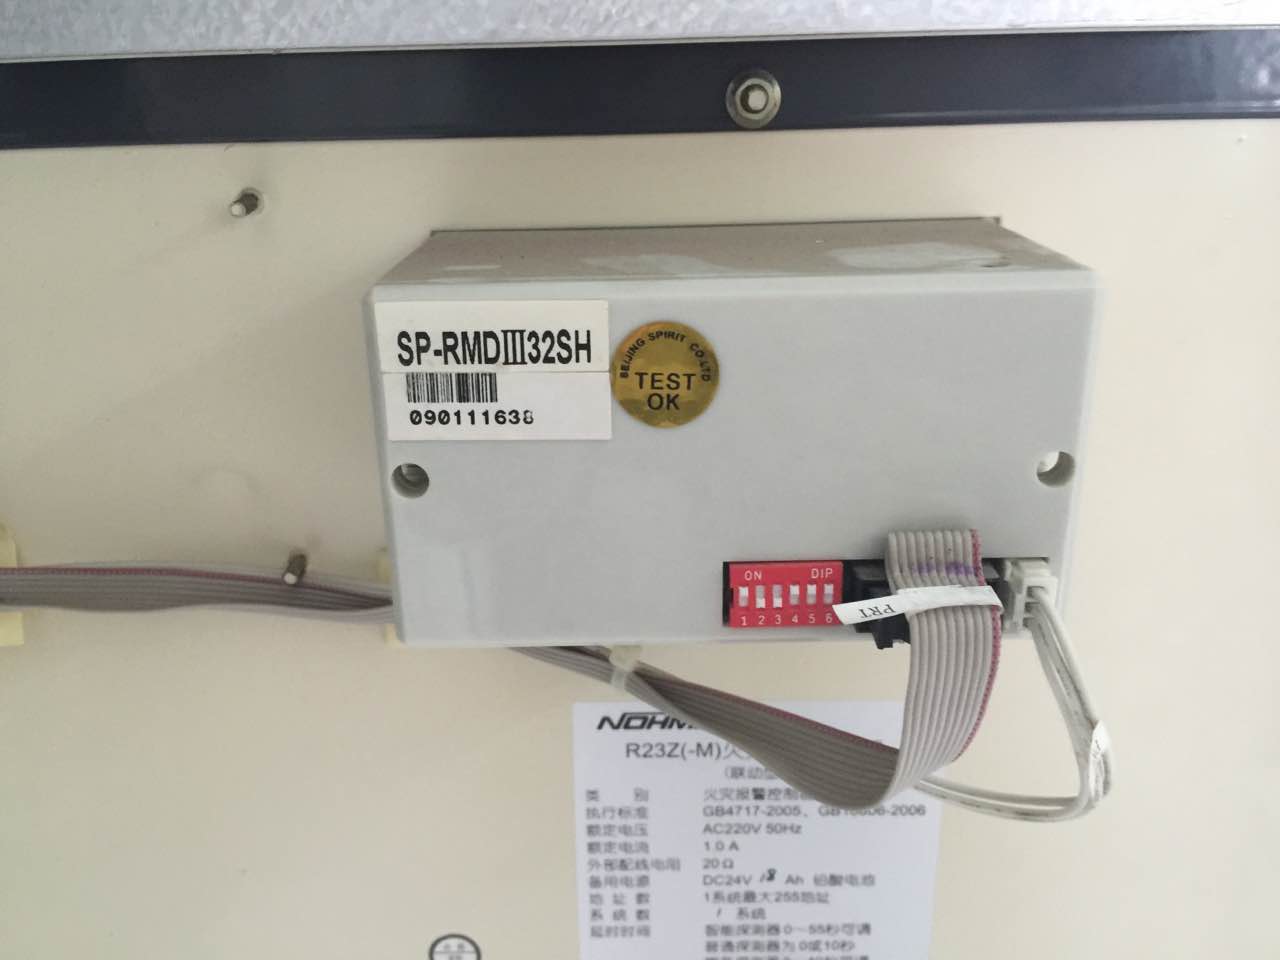 SP-RMDⅢ32SH
090111638
BEIJING SPIRIT CO.LTD
TEST
OK
ON DIP
1 2 3 4 5 6
PRT
NOHM
R23Z(-M)火
(联动
类 别 火灾报警控制
执行标准 GB4717-2005、
额定电压 AC220V 50Hz
额定电流 1.0 A
外部配线电阻 20Ω
备用电源 DC24V 18 Ah 铅酸电池
地 址 数 1系统最大255地址
系 统 数 1 系统
延时时间 智能探测器 0～55秒可调
普通探测器为 0或10秒